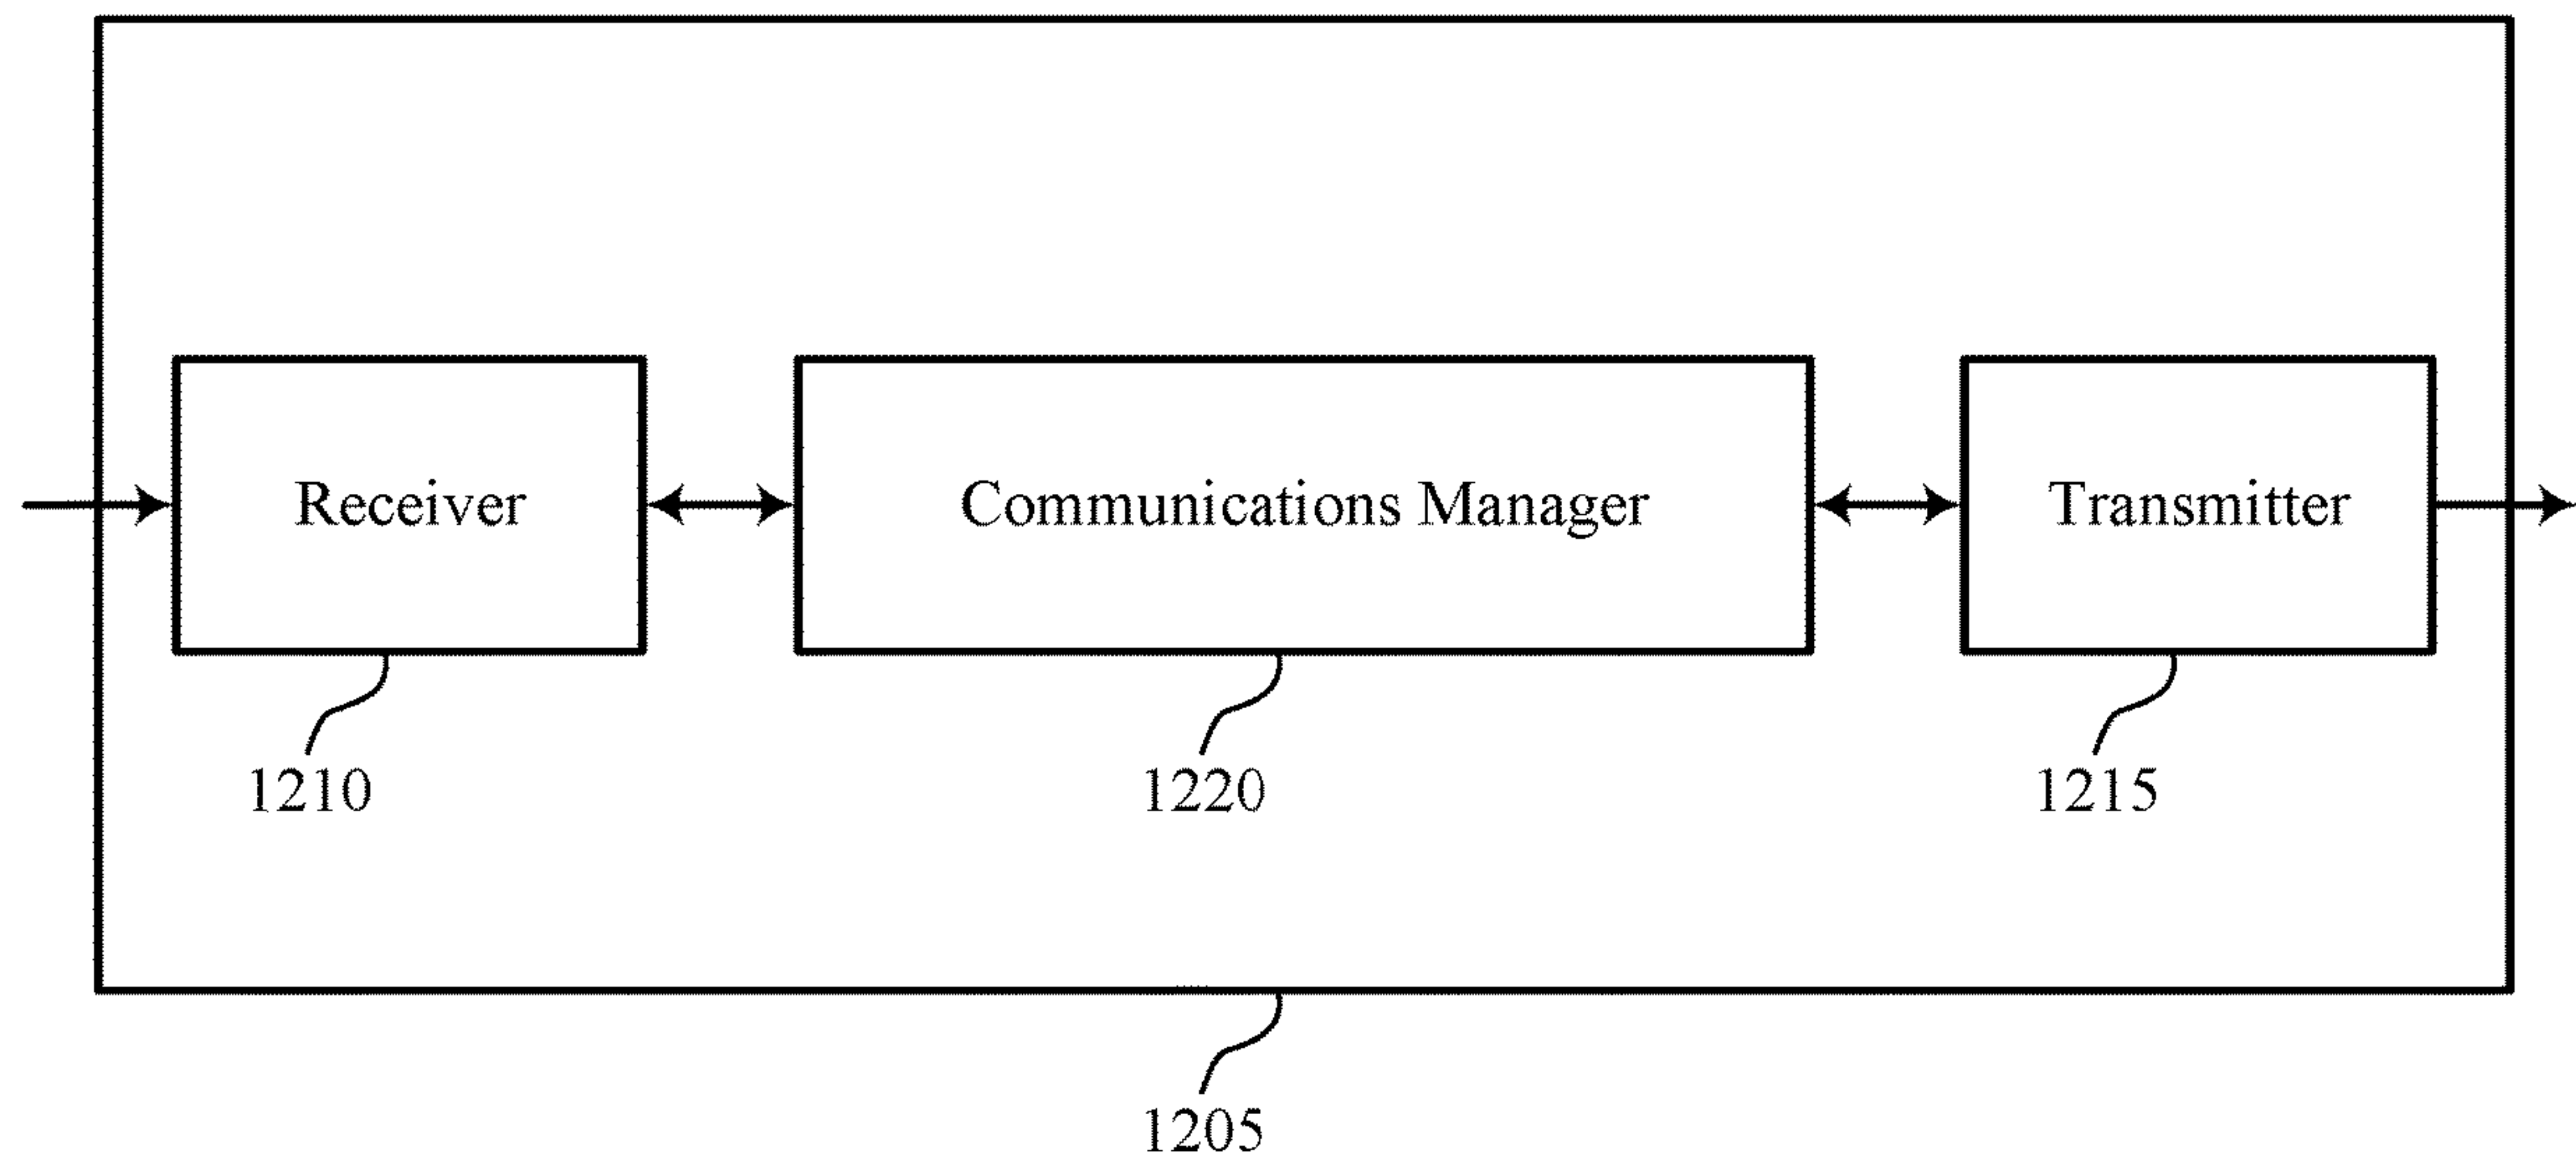 Receiver
Communications Manager
Transmitter
1210
1220
1215
1205